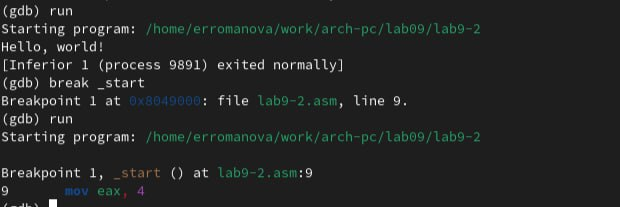 (gdb) run
Starting program: /home/erromanova/work/arch-pc/lab09/lab9-2
Hello, world!
[Inferior 1 (process 9891) exited normally]
(gdb) break _start
Breakpoint 1 at 0x8049000: file lab9-2.asm, line 9.
(gdb) run
Starting program: /home/erromanova/work/arch-pc/lab09/lab9-2
Breakpoint 1, _start () at lab9-2.asm:9
9 mov eax, 4
(gdb)